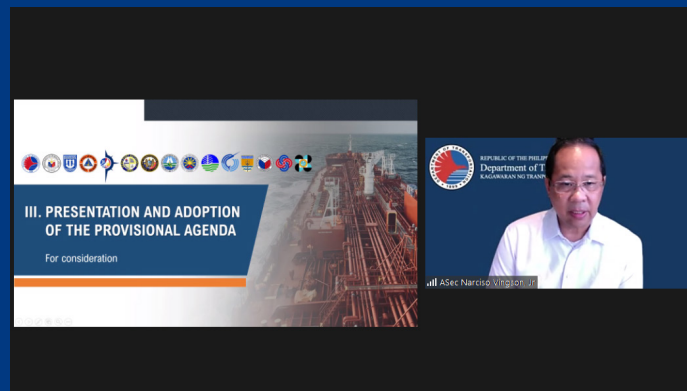 III. PRESENTATION AND ADOPTION
OF THE PROVISIONAL AGENDA
For consideration
REPUBLIC OF THE PHILIP
Department of T
KAGAWARAN NG TRANSP
ASec Narciso Vingson, Jr